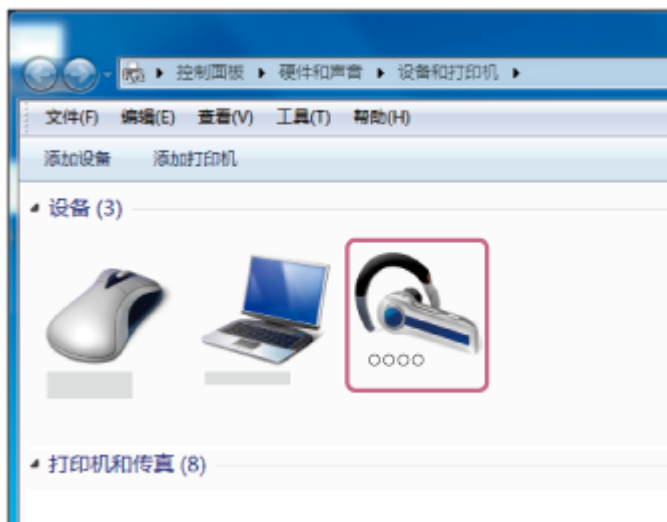 控制面板 ▸ 硬件和声音 ▸ 设备和打印机 ▸
文件(F) 编辑(E) 查看(V) 工具(T) 帮助(H)
添加设备 添加打印机
设备 (3)
○○○○
打印机和传真 (8)